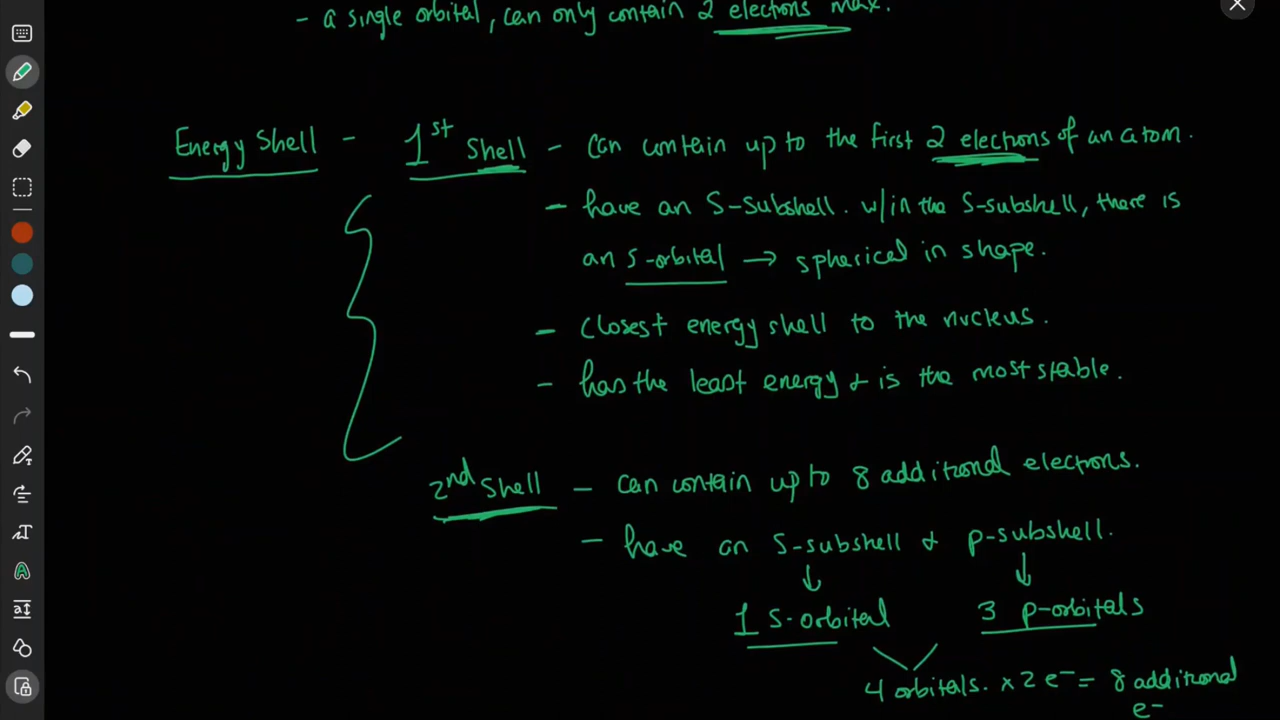 - a single orbital, can only contain 2 electrons max.
Energy Shell - 1st Shell - can contain up to the first 2 electrons of an atom.
- have an S-Subshell. w/in the S-subshell, there is
an s-orbital → spherical in shape.
- closest energy shell to the nucleus.
- has the least energy & is the most stable.
2nd Shell - can contain up to 8 additional electrons.
- have an S-subshell & p-subshell.
↓ ↓
1 S-orbital 3 p-orbitals
4 orbitals. x 2 e⁻ = 8 additional
e⁻